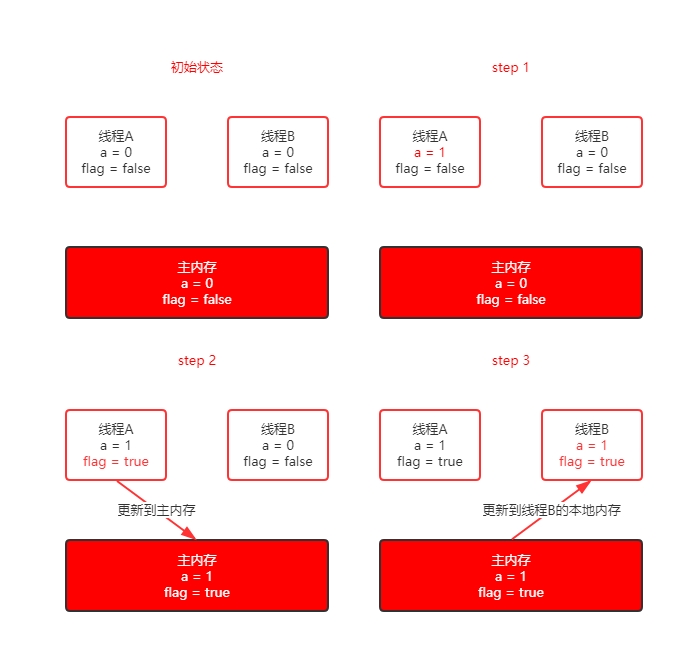 初始状态
线程A
a = 0
flag = false
线程B
a = 0
flag = false
主内存
a = 0
flag = false
step 1
线程A
a = 1
flag = false
线程B
a = 0
flag = false
主内存
a = 0
flag = false
step 2
线程A
a = 1
flag = true
线程B
a = 0
flag = false
更新到主内存
主内存
a = 1
flag = true
step 3
线程A
a = 1
flag = true
线程B
a = 1
flag = true
更新到线程B的本地内存
主内存
a = 1
flag = true